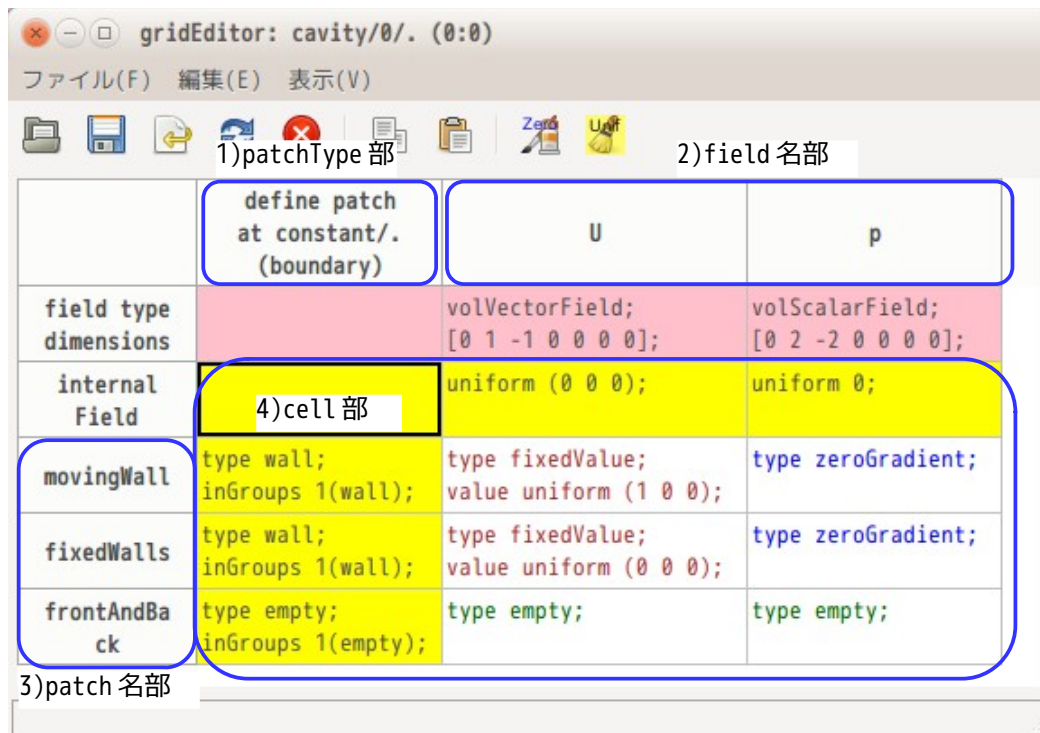 gridEditor: cavity/0/. (0:0)
ファイル(F) 編集(E) 表示(V)
Zero Unif
1)patchType 部
2)field 名部
define patch
at constant/.
(boundary)
U
p
field type
dimensions
volVectorField;
[0 1 -1 0 0 0 0];
volScalarField;
[0 2 -2 0 0 0 0];
internal
Field
4)cell 部
uniform (0 0 0);
uniform 0;
movingWall
type wall;
inGroups 1(wall);
type fixedValue;
value uniform (1 0 0);
type zeroGradient;
fixedWalls
type wall;
inGroups 1(wall);
type fixedValue;
value uniform (0 0 0);
type zeroGradient;
frontAndBa
ck
type empty;
inGroups 1(empty);
type empty;
type empty;
3)patch 名部